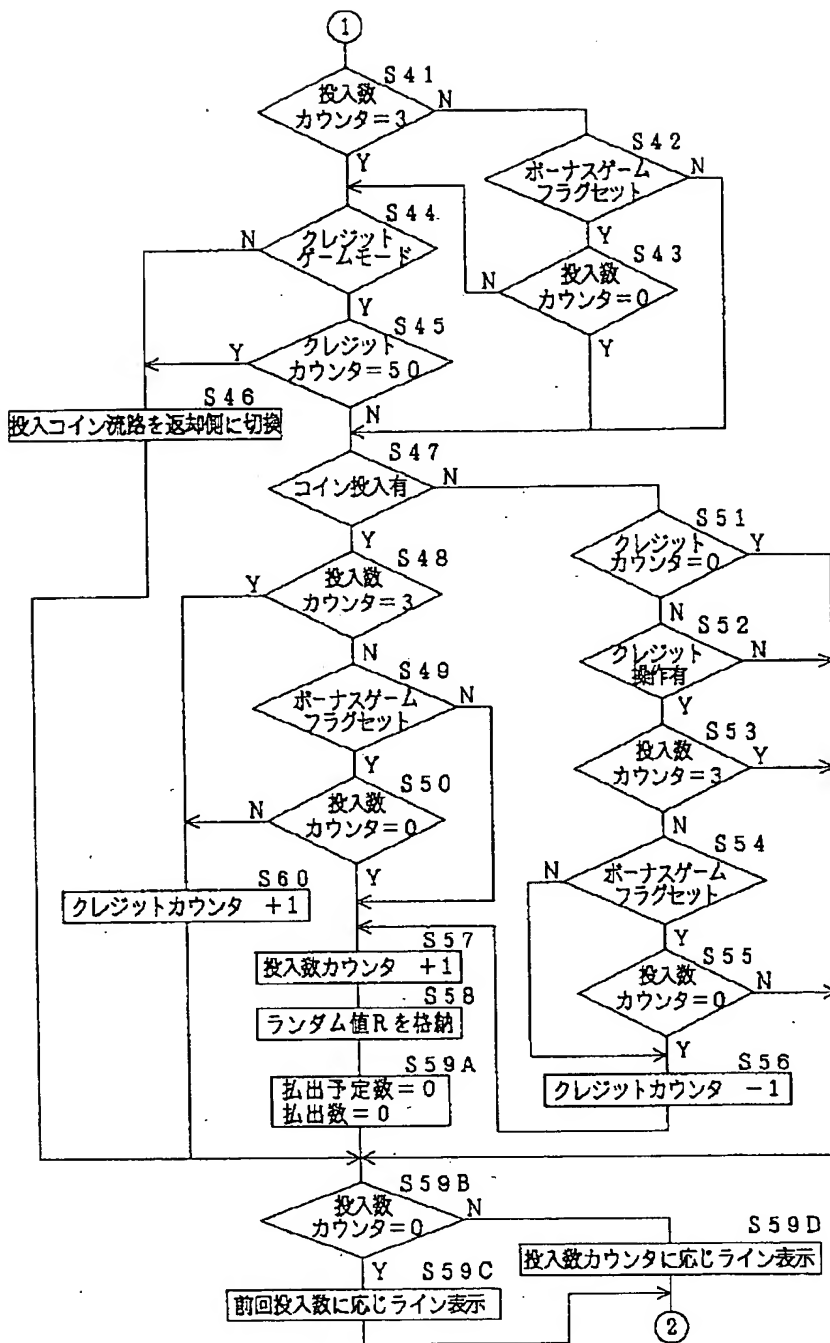 1
S41
投入数
カウンタ＝3
N
Y
S42
ボーナスゲーム
フラグセット
N
Y
S43
投入数
カウンタ＝0
N
Y
S44
クレジット
ゲームモード
N
Y
S45
クレジット
カウンタ＝50
Y
N
S46
投入コイン流路を返却側に切換
S47
コイン投入有
N
Y
S48
投入数
カウンタ＝3
Y
N
S49
ボーナスゲーム
フラグセット
N
Y
S50
投入数
カウンタ＝0
N
Y
S60
クレジットカウンタ ＋1
S51
クレジット
カウンタ＝0
Y
N
S52
クレジット
操作有
N
Y
S53
投入数
カウンタ＝3
Y
N
S54
ボーナスゲーム
フラグセット
N
Y
S55
投入数
カウンタ＝0
N
Y
S56
クレジットカウンタ －1
S57
投入数カウンタ ＋1
S58
ランダム値Rを格納
S59A
払出予定数＝0
払出数＝0
S59B
投入数
カウンタ＝0
N
Y
S59C
前回投入数に応じライン表示
S59D
投入数カウンタに応じライン表示
2